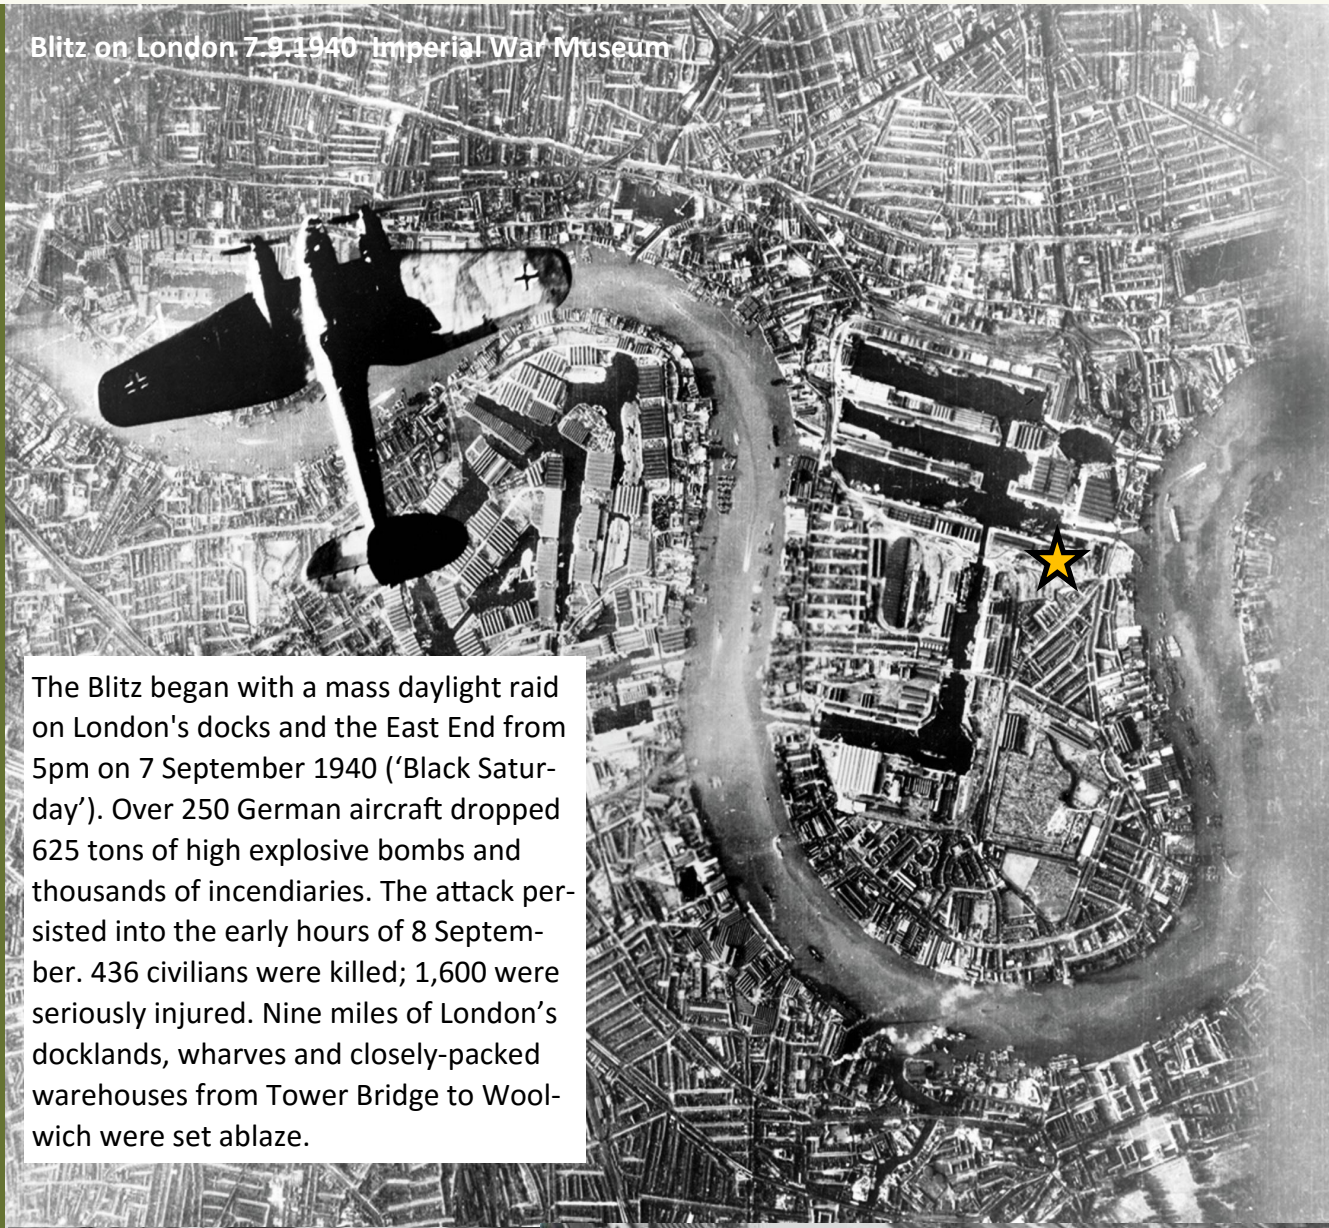 Blitz on London 7.9.1940 Imperial War Museum
The Blitz began with a mass daylight raid
on London's docks and the East End from
5pm on 7 September 1940 (‘Black Satur-
day’). Over 250 German aircraft dropped
625 tons of high explosive bombs and
thousands of incendiaries. The attack per-
sisted into the early hours of 8 Septem-
ber. 436 civilians were killed; 1,600 were
seriously injured. Nine miles of London’s
docklands, wharves and closely-packed
warehouses from Tower Bridge to Wool-
wich were set ablaze.